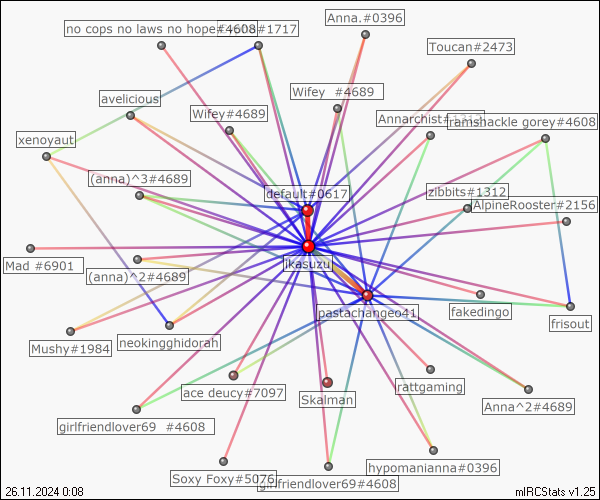 no cops no laws no hope#4608
#1717
Anna.#0396
Toucan#2473
avelicious
Wifey#4689
Wifey #4689
Annarchist#1312
ramshackle gorey#4608
xenoyaut
(anna)^3#4689
default#0617
zibbits#1312
AlpineRooster#2156
Mad #6901
(anna)^2#4689
ikasuzu
pastachangeo41
fakedingo
frisout
Mushy#1984
neokingghidorah
ace deucy#7097
Skalman
rattgaming
Anna^2#4689
girlfriendlover69 #4608
Soxy Foxy#5076
girlfriendlover69#4608
hypomanianna#0396
26.11.2024 0:08
mIRCStats v1.25